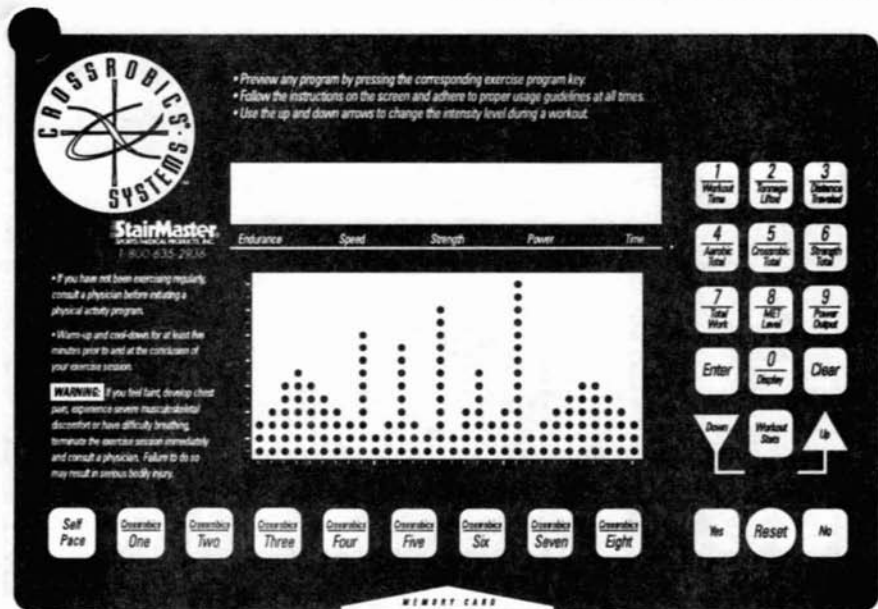 CROSSROBICS
SYSTEMS
• Preview any program by pressing the corresponding exercise program key.
• Follow the instructions on the screen and adhere to proper usage guidelines at all times.
• Use the up and down arrows to change the intensity level during a workout.
StairMaster
SPORTS/MEDICAL PRODUCTS, INC.
1-800-635-2936
Endurance Speed Strength Power Time
• If you have not been exercising regularly,
consult a physician before initiating a
physical activity program.
• Warm-up and cool-down for at least five
minutes prior to and at the conclusion of
your exercise session.
WARNING: If you feel faint, develop chest
pain, experience severe musculoskeletal
discomfort or have difficulty breathing,
terminate the exercise session immediately
and consult a physician. Failure to do so
may result in serious bodily injury.
1 2 3
Workout Tonnage Distance
Time Lifted Traveled
4 5 6
Aerobic Crossrobic Strength
Total Total Total
7 8 9
Total MET Power
Work Level Output
Enter 0 Clear
Display
Down Workout Up
Stats
Self Crossrobics Crossrobics Crossrobics Crossrobics Crossrobics Crossrobics Crossrobics Crossrobics
Pace One Two Three Four Five Six Seven Eight
Yes Reset No
MEMORY CARD